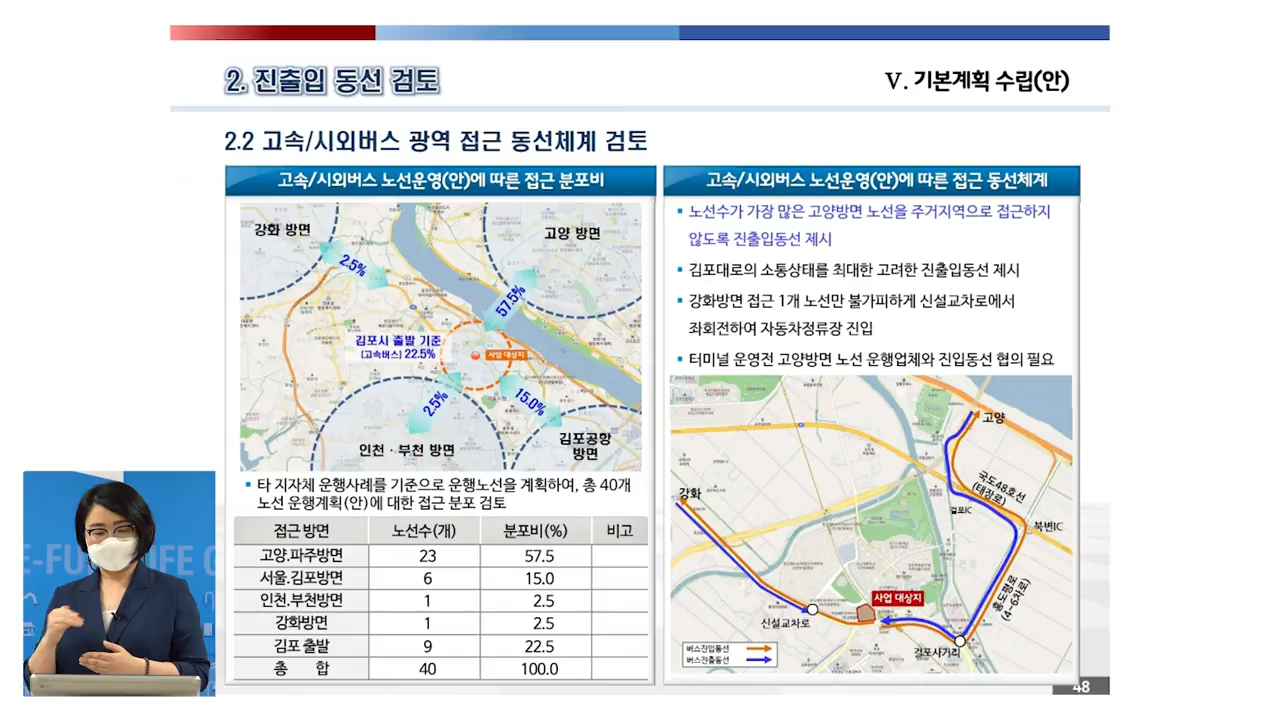 2. 진출입 동선 검토
Ⅴ. 기본계획 수립(안)
2.2 고속/시외버스 광역 접근 동선체계 검토
고속/시외버스 노선운영(안)에 따른 접근 분포비
강화 방면
고양 방면
2.5%
57.5%
김포시 출발 기준
(고속버스) 22.5%
사업 대상지
2.5%
15.0%
인천·부천 방면
김포공항
방면
▪ 타 지자체 운행사례를 기준으로 운행노선을 계획하여, 총 40개
노선 운행계획(안)에 대한 접근 분포 검토
접근 방면 노선수(개) 분포비(%) 비고
고양.파주방면 23 57.5
서울.김포방면 6 15.0
인천.부천방면 1 2.5
강화방면 1 2.5
김포 출발 9 22.5
총 합 40 100.0
고속/시외버스 노선운영(안)에 따른 접근 동선체계
▪ 노선수가 가장 많은 고양방면 노선을 주거지역으로 접근하지
않도록 진출입동선 제시
▪ 김포대로의 소통상태를 최대한 고려한 진출입동선 제시
▪ 강화방면 접근 1개 노선만 불가피하게 신설교차로에서
좌회전하여 자동차정류장 진입
▪ 터미널 운영전 고양방면 노선 운행업체와 진입동선 협의 필요
고양
강화
국도48호선
(태장로)
걸포IC
북변IC
홍도평로
(4~6차로)
사업 대상지
신설교차로
걸포사거리
버스진입동선
버스진출동선
48